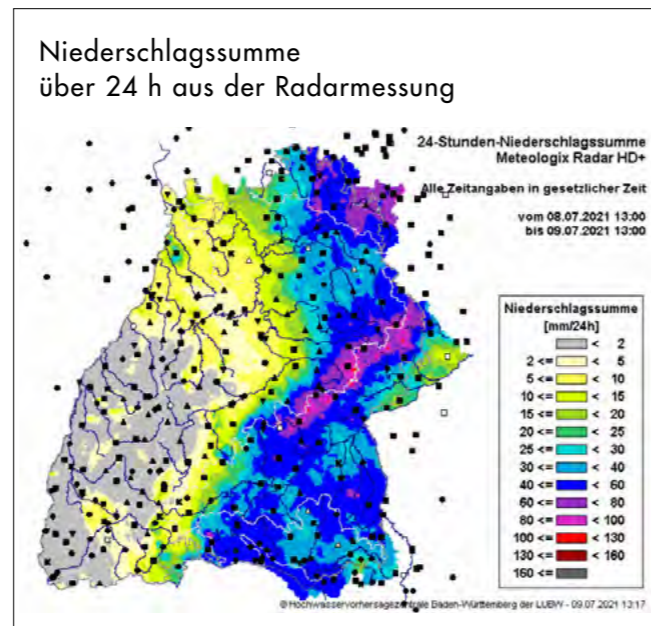 Niederschlagssumme
über 24 h aus der Radarmessung
24-Stunden-Niederschlagssumme
Meteologix Radar HD+
Alle Zeitangaben in gesetzlicher Zeit
vom 08.07.2021 13:00
bis 09.07.2021 13:00
Niederschlagssumme
[mm/24h]
< 2
2 <= < 5
5 <= < 10
10 <= < 15
15 <= < 20
20 <= < 25
25 <= < 30
30 <= < 40
40 <= < 60
60 <= < 80
80 <= < 100
100 <= < 130
130 <= < 160
160 <=
© Hochwasservorhersagezentrale Baden-Württemberg der LUBW - 09.07.2021 13:17